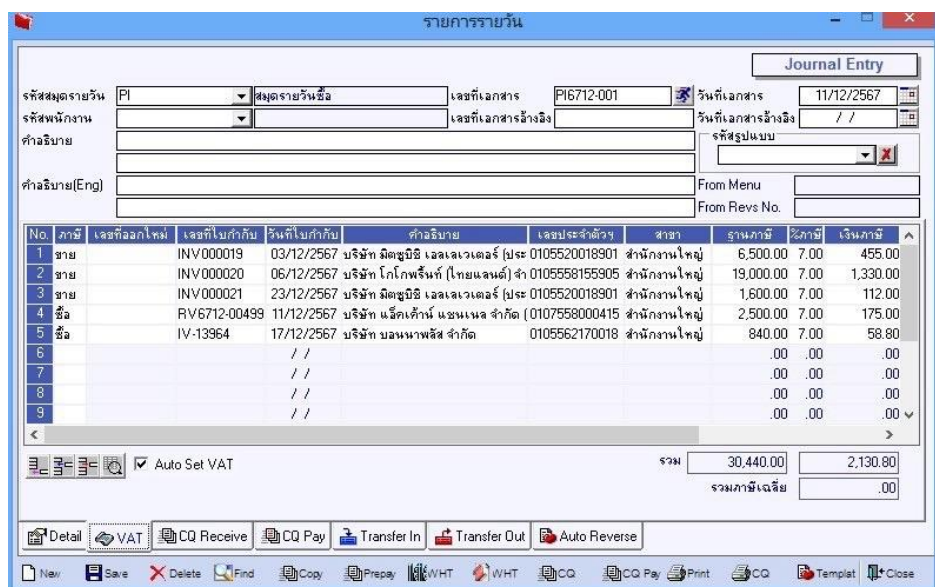 รายการรายวัน
Journal Entry
รหัสสมุดรายวัน PI สมุดรายวันซื้อ เลขที่เอกสาร PI6712-001 วันที่เอกสาร 11/12/2567
รหัสพนักงาน เลขที่เอกสารอ้างอิง วันที่เอกสารอ้างอิง / /
คำอธิบาย รหัสรูปแบบ
คำอธิบาย(Eng) From Menu
From Revs No.
No. ภาษี เลขที่ออกใหม่ เลขที่ใบกำกับ วันที่ใบกำกับ คำอธิบาย เลขประจำตัวฯ สาขา ฐานภาษี %ภาษี เงินภาษี
1 ขาย INV000019 03/12/2567 บริษัท มิตซูบิชิ เอลเลเวเตอร์ (ประ 0105520018901 สำนักงานใหญ่ 6,500.00 7.00 455.00
2 ขาย INV000020 06/12/2567 บริษัท โกโกพริ้นท์ (ไทยแลนด์) จำ 0105558155905 สำนักงานใหญ่ 19,000.00 7.00 1,330.00
3 ขาย INV000021 23/12/2567 บริษัท มิตซูบิชิ เอลเลเวเตอร์ (ประ 0105520018901 สำนักงานใหญ่ 1,600.00 7.00 112.00
4 ซื้อ RV6712-00499 11/12/2567 บริษัท แอ็ดเค้าน์ แชนเนล จำกัด ( 0107558000415 สำนักงานใหญ่ 2,500.00 7.00 175.00
5 ซื้อ IV-13964 17/12/2567 บริษัท บอนนาพลัส จำกัด 0105562170018 สำนักงานใหญ่ 840.00 7.00 58.80
6 / / .00 .00 .00
7 / / .00 .00 .00
8 / / .00 .00 .00
9 / / .00 .00 .00
Auto Set VAT รวม 30,440.00 2,130.80
รวมภาษีเฉลี่ย .00
Detail VAT CQ Receive CQ Pay Transfer In Transfer Out Auto Reverse
New Save Delete Find Copy Prepay WHT WHT CQ CQ Pay Print CQ Templat Close